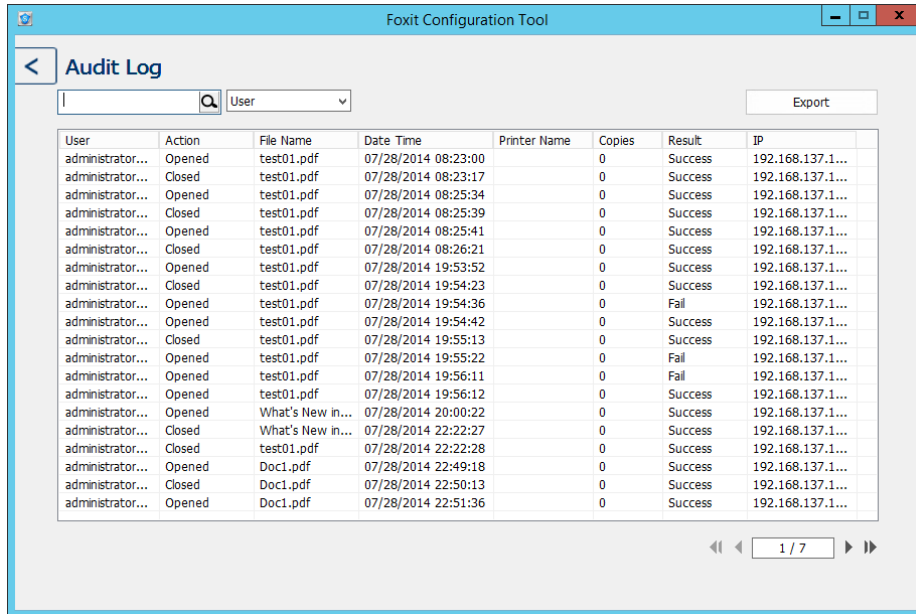 Foxit Configuration Tool
< Audit Log
User Export
User Action File Name Date Time Printer Name Copies Result IP
administrator... Opened test01.pdf 07/28/2014 08:23:00 0 Success 192.168.137.1...
administrator... Closed test01.pdf 07/28/2014 08:23:17 0 Success 192.168.137.1...
administrator... Opened test01.pdf 07/28/2014 08:25:34 0 Success 192.168.137.1...
administrator... Closed test01.pdf 07/28/2014 08:25:39 0 Success 192.168.137.1...
administrator... Opened test01.pdf 07/28/2014 08:25:41 0 Success 192.168.137.1...
administrator... Closed test01.pdf 07/28/2014 08:26:21 0 Success 192.168.137.1...
administrator... Opened test01.pdf 07/28/2014 19:53:52 0 Success 192.168.137.1...
administrator... Closed test01.pdf 07/28/2014 19:54:23 0 Success 192.168.137.1...
administrator... Opened test01.pdf 07/28/2014 19:54:36 0 Fail 192.168.137.1...
administrator... Opened test01.pdf 07/28/2014 19:54:42 0 Success 192.168.137.1...
administrator... Closed test01.pdf 07/28/2014 19:55:13 0 Success 192.168.137.1...
administrator... Opened test01.pdf 07/28/2014 19:55:22 0 Fail 192.168.137.1...
administrator... Opened test01.pdf 07/28/2014 19:56:11 0 Fail 192.168.137.1...
administrator... Opened test01.pdf 07/28/2014 19:56:12 0 Success 192.168.137.1...
administrator... Opened What's New in... 07/28/2014 20:00:22 0 Success 192.168.137.1...
administrator... Closed What's New in... 07/28/2014 22:22:27 0 Success 192.168.137.1...
administrator... Closed test01.pdf 07/28/2014 22:22:28 0 Success 192.168.137.1...
administrator... Opened Doc1.pdf 07/28/2014 22:49:18 0 Success 192.168.137.1...
administrator... Closed Doc1.pdf 07/28/2014 22:50:13 0 Success 192.168.137.1...
administrator... Opened Doc1.pdf 07/28/2014 22:51:36 0 Success 192.168.137.1...
1 / 7